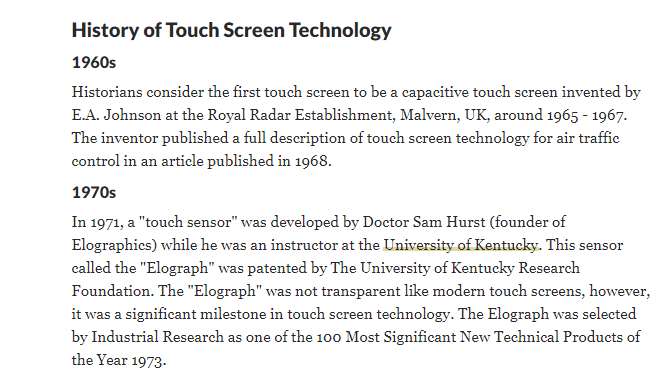 History of Touch Screen Technology
1960s
Historians consider the first touch screen to be a capacitive touch screen invented by
E.A. Johnson at the Royal Radar Establishment, Malvern, UK, around 1965 - 1967.
The inventor published a full description of touch screen technology for air traffic
control in an article published in 1968.
1970s
In 1971, a "touch sensor" was developed by Doctor Sam Hurst (founder of
Elographics) while he was an instructor at the University of Kentucky. This sensor
called the "Elograph" was patented by The University of Kentucky Research
Foundation. The "Elograph" was not transparent like modern touch screens, however,
it was a significant milestone in touch screen technology. The Elograph was selected
by Industrial Research as one of the 100 Most Significant New Technical Products of
the Year 1973.